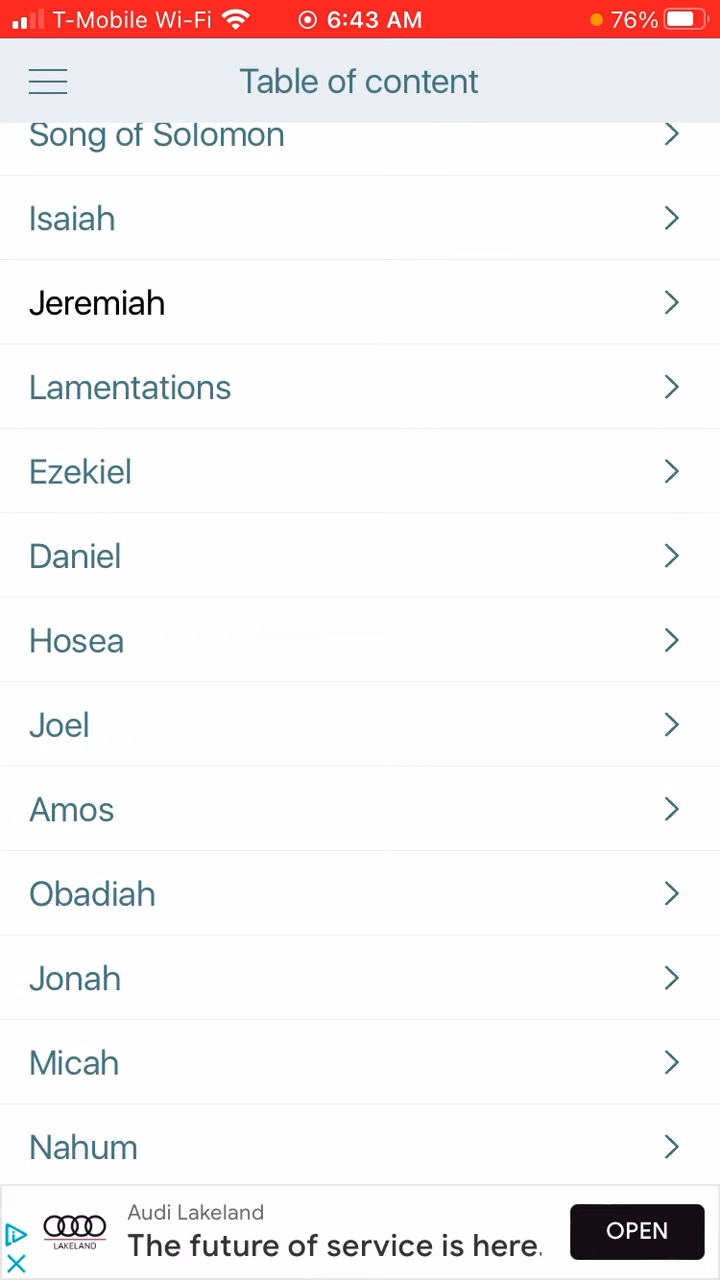 T-Mobile Wi-Fi 6:43 AM 76%
Table of content
Song of Solomon
Isaiah
Jeremiah
Lamentations
Ezekiel
Daniel
Hosea
Joel
Amos
Obadiah
Jonah
Micah
Nahum
Audi Lakeland
LAKELAND
The future of service is here.
OPEN